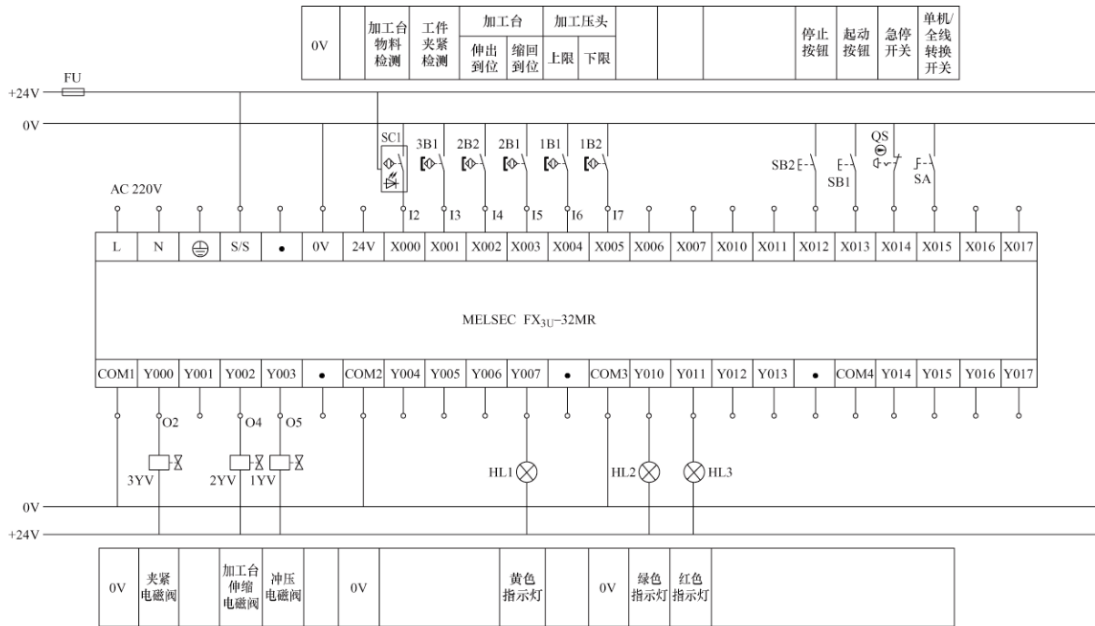 0V 加工台 工件 加工台 加工压头 停止 起动 急停 单机/
物料 夹紧 伸出 缩回 上限 下限 按钮 按钮 开关 全线
检测 检测 到位 到位 转换
开关
FU
+24V
0V
SC1 3B1 2B2 2B1 1B1 1B2 QS
SB2 SB1 SA
AC 220V
I2 I3 I4 I5 I6 I7
L N S/S • 0V 24V X000 X001 X002 X003 X004 X005 X006 X007 X010 X011 X012 X013 X014 X015 X016 X017
MELSEC FX3U-32MR
COM1 Y000 Y001 Y002 Y003 • COM2 Y004 Y005 Y006 Y007 • COM3 Y010 Y011 Y012 Y013 • COM4 Y014 Y015 Y016 Y017
O2 O4 O5
3YV 2YV 1YV HL1 HL2 HL3
0V
+24V
0V 夹紧 加工台 冲压 0V 黄色 0V 绿色 红色
电磁阀 伸缩 电磁阀 指示灯 指示灯 指示灯
电磁阀